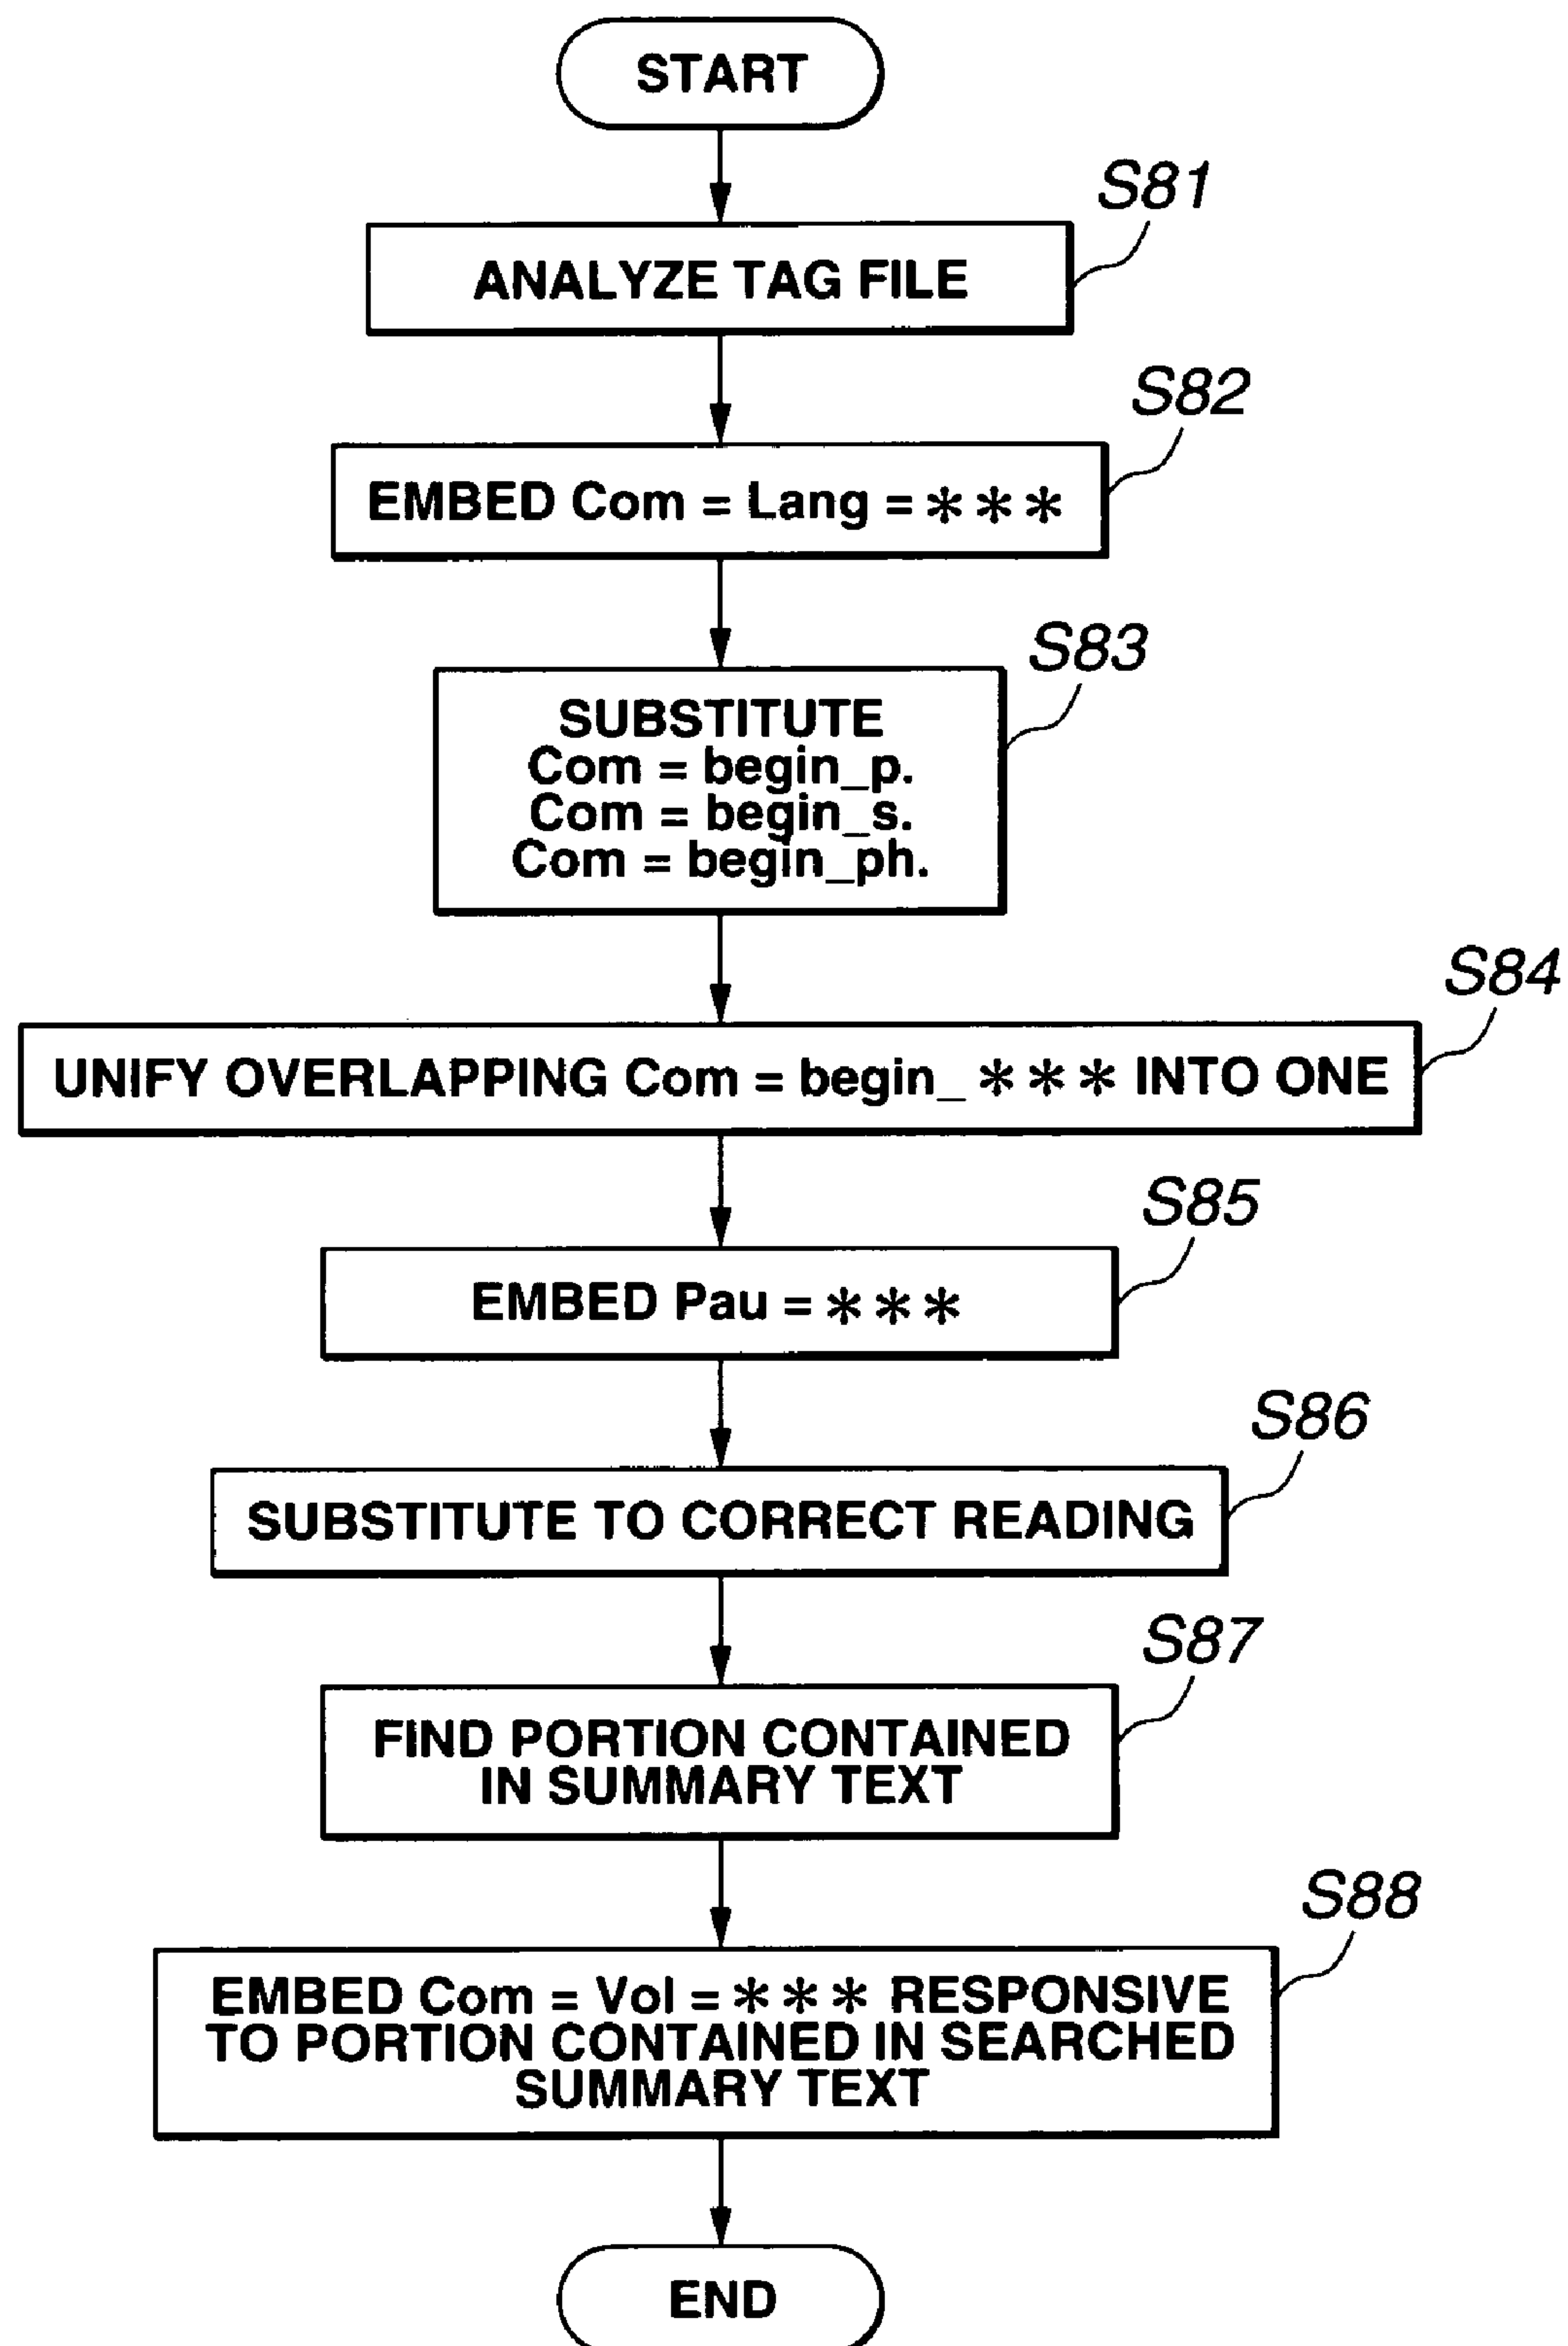 START
S81
ANALYZE TAG FILE
S82
EMBED Com = Lang = ***
S83
SUBSTITUTE
Com = begin_p.
Com = begin_s.
Com = begin_ph.
S84
UNIFY OVERLAPPING Com = begin_ *** INTO ONE
S85
EMBED Pau = ***
S86
SUBSTITUTE TO CORRECT READING
S87
FIND PORTION CONTAINED
IN SUMMARY TEXT
S88
EMBED Com = Vol = *** RESPONSIVE
TO PORTION CONTAINED IN SEARCHED
SUMMARY TEXT
END